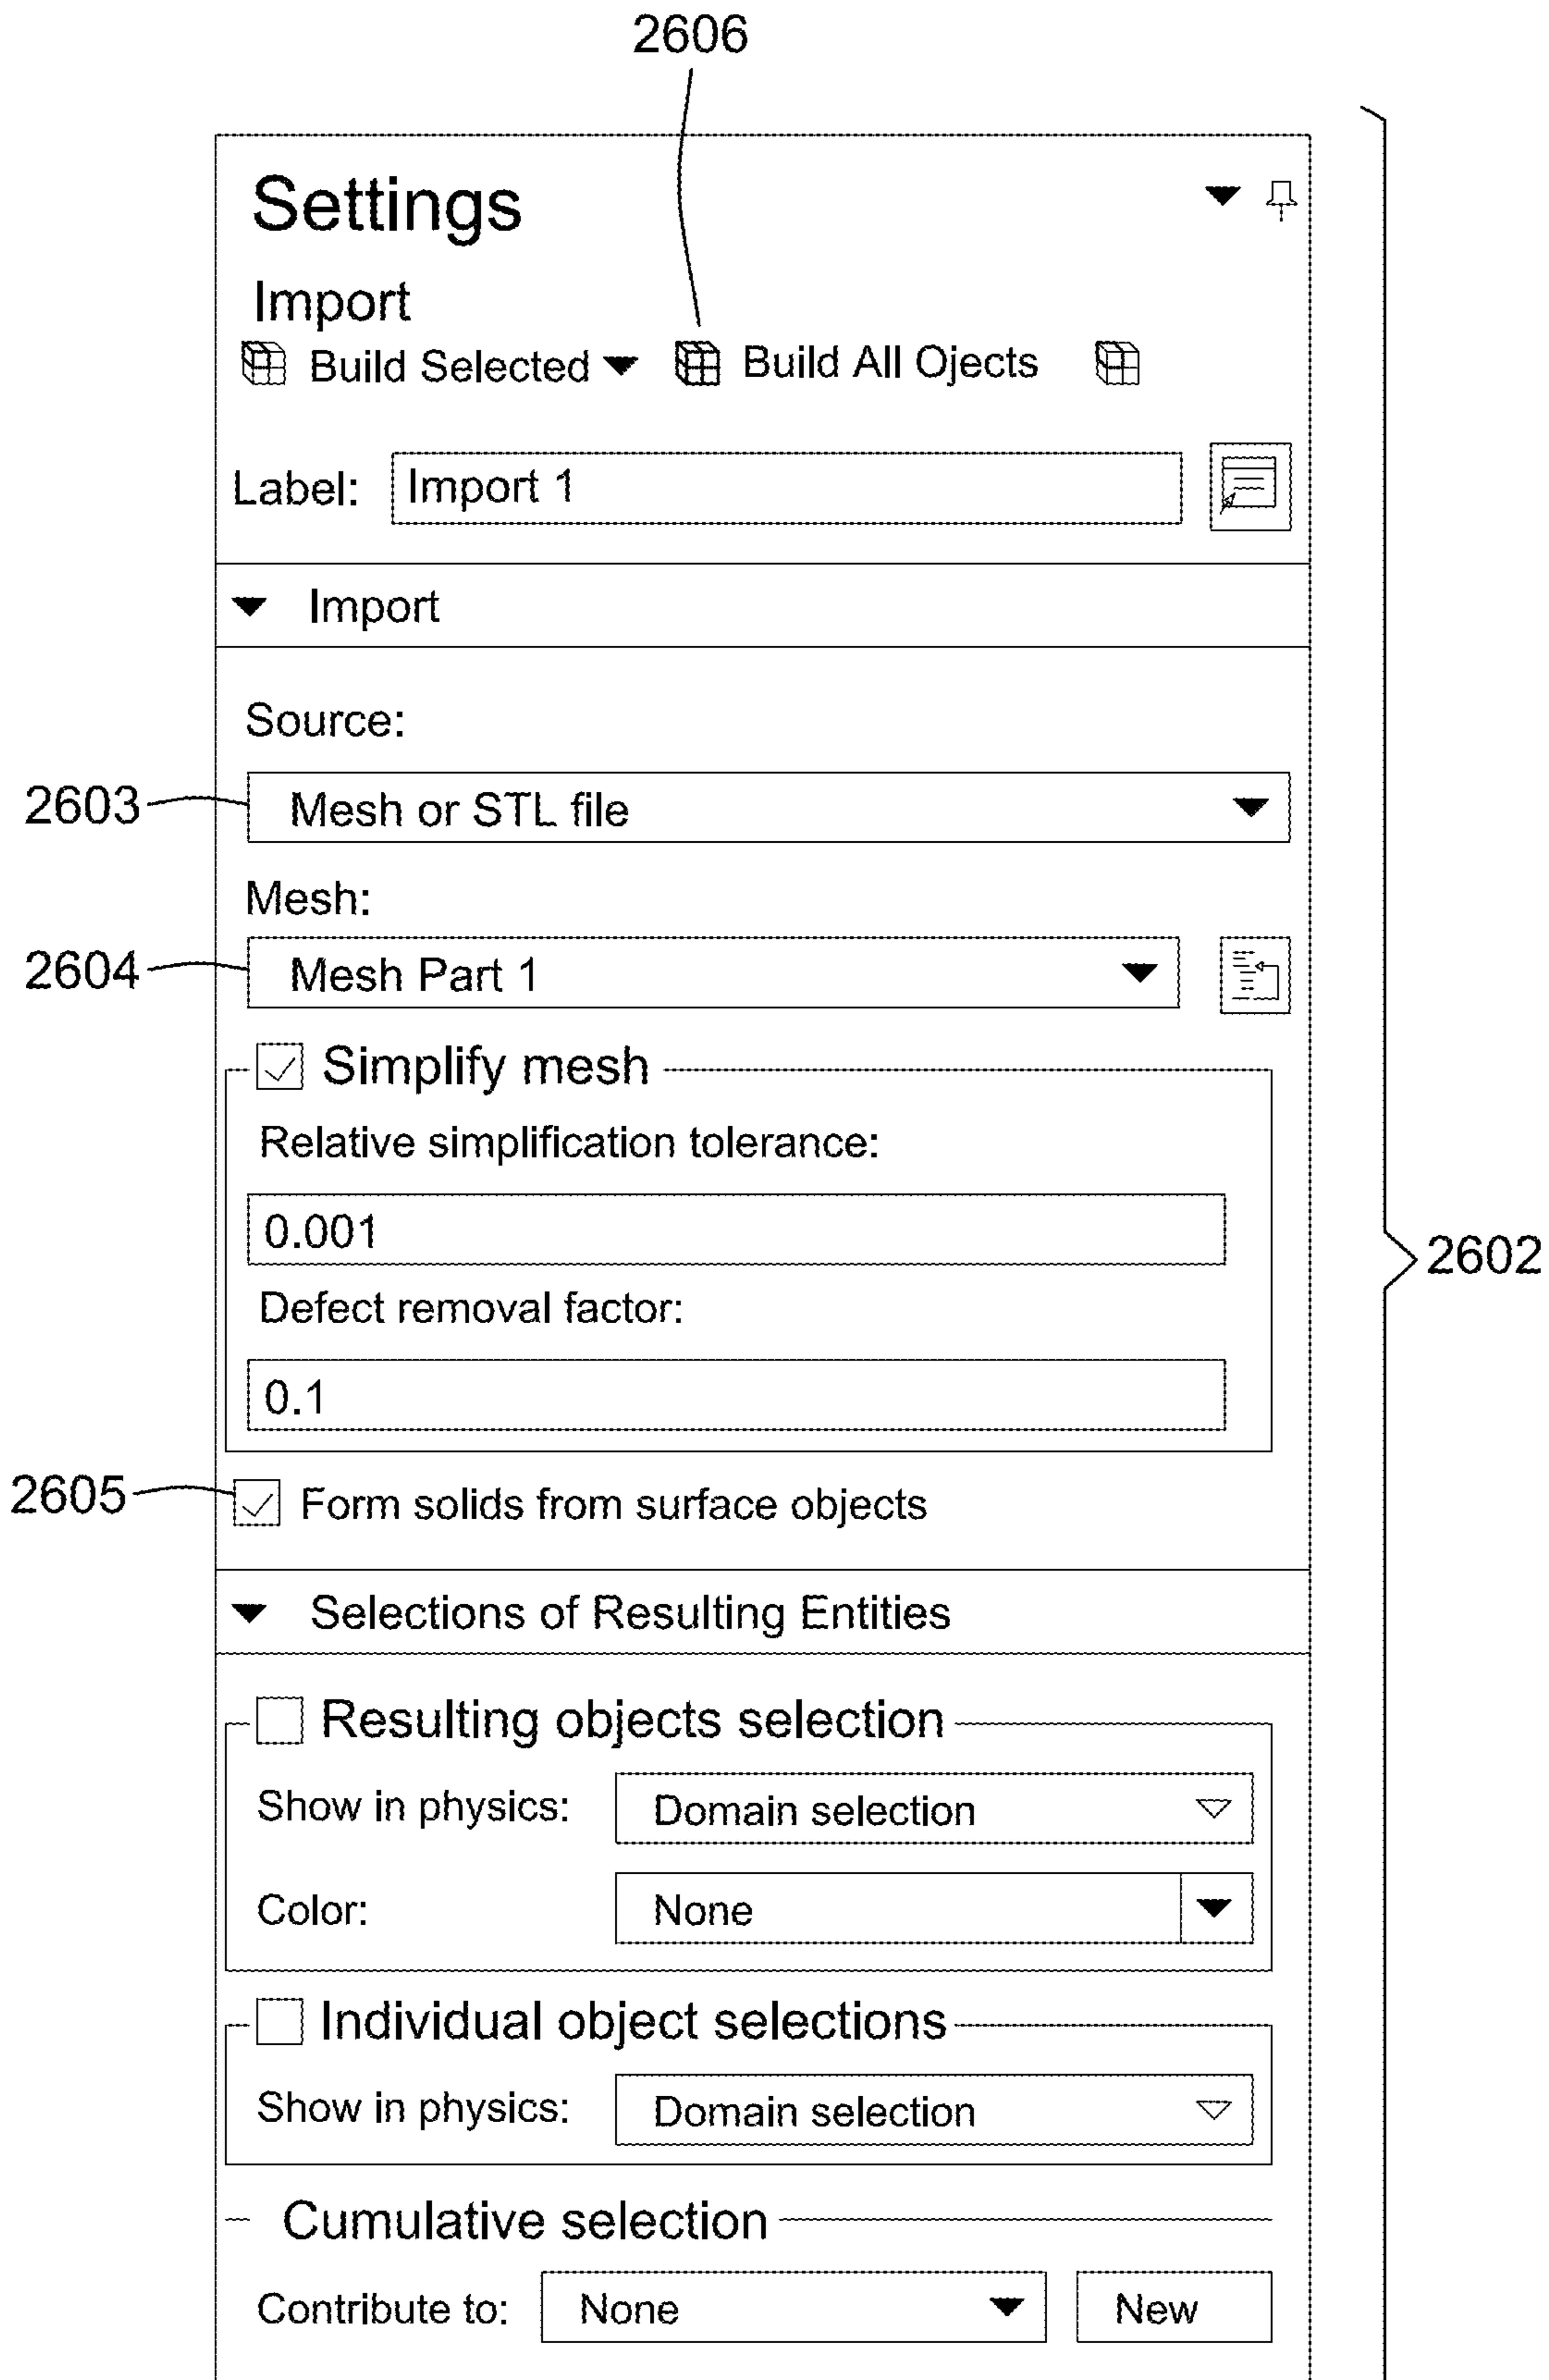 2606
Settings
Import
Build Selected Build All Ojects
Label: Import 1
Import
Source:
2603 Mesh or STL file
Mesh:
2604 Mesh Part 1
Simplify mesh
Relative simplification tolerance:
0.001
2602
Defect removal factor:
0.1
2605 Form solids from surface objects
Selections of Resulting Entities
Resulting objects selection
Show in physics: Domain selection
Color: None
Individual object selections
Show in physics: Domain selection
Cumulative selection
Contribute to: None New